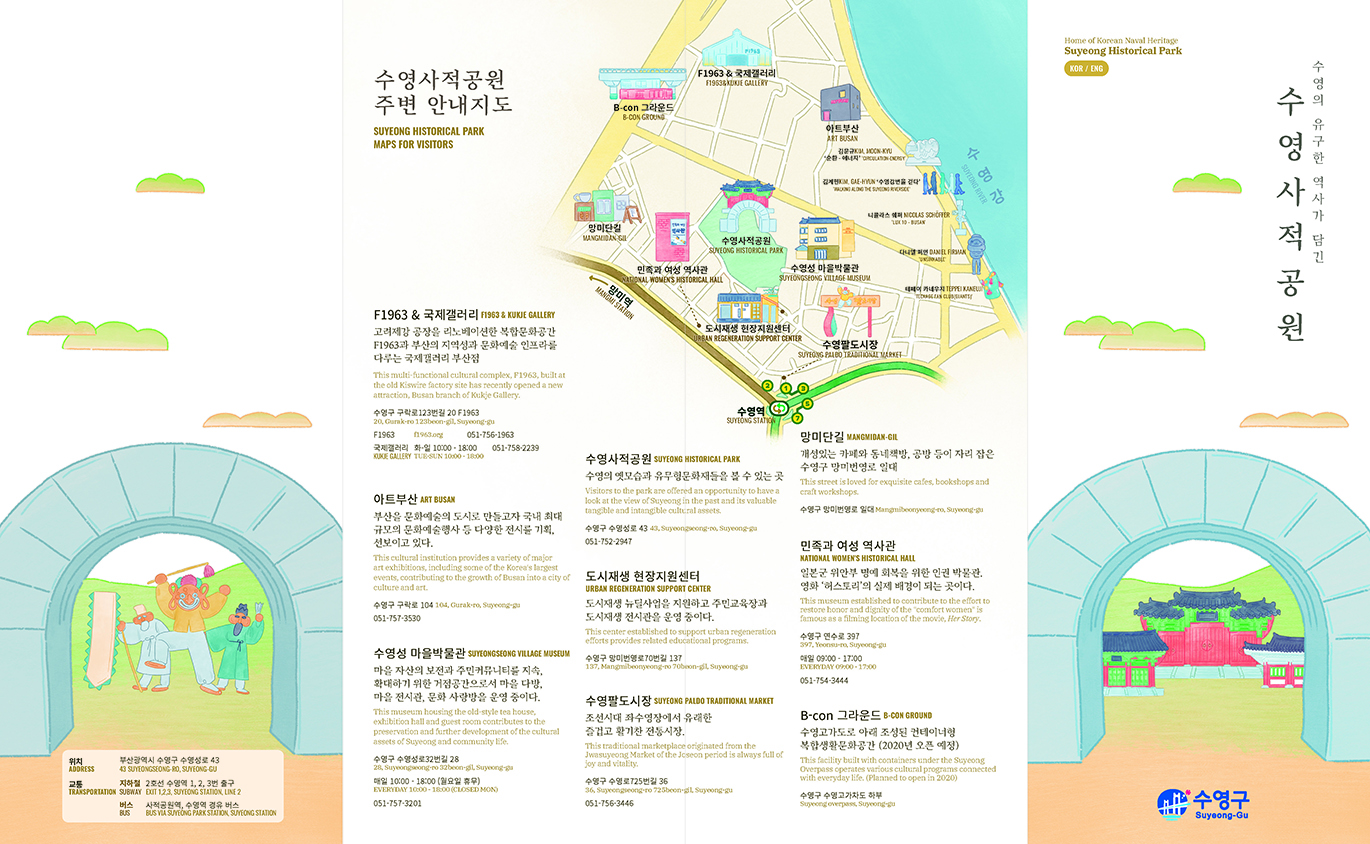 위치
ADDRESS
부산광역시 수영구 수영성로 43
43 SUYEONGSEONG-RO, SUYEONG-GU
교통
TRANSPORTATION
지하철 2호선 수영역 1, 2, 3번 출구
SUBWAY EXIT 1,2,3, SUYEONG STATION, LINE 2
버스 사적공원역, 수영역 경유 버스
BUS BUS VIA SUYEONG PARK STATION, SUYEONG STATION
수영사적공원
주변 안내지도
SUYEONG HISTORICAL PARK
MAPS FOR VISITORS
F1963
F1963 & 국제갤러리
F1963&KUKJE GALLERY
B-con 그라운드
B-CON GROUND
아트부산
ART BUSAN
김문규KIM, MOON-KYU
'순환 - 에너지' 'CIRCULATION-ENERGY'
수영강
SUYEONG RIVER
김계현KIM, GAE-HYUN '수영강변을 걷다'
'WALKING ALONG THE SUYEONG RIVERSIDE'
니콜라스 쉐퍼 NICOLAS SCHÖFFER
'LUX 10 - BUSAN'
다니엘 퍼먼 DANIEL FIRMAN
테페이 카네우지 TEPPEI KANEUJI
망미단길
MANGMIDAN-GIL
민족과 여성 역사관
NATIONAL WOMEN'S HISTORICAL HALL
수영사적공원
SUYEONG HISTORICAL PARK
수영성 마을박물관
SUYEONGSEONG VILLAGE MUSEUM
망미역
MANGMI STATION
도시재생 현장지원센터
URBAN REGENERATION SUPPORT CENTER
수영팔도시장
SUYEONG PALDO TRADITIONAL MARKET
2
1
3
5
7
수영역
SUYEONG STATION
F1963 & 국제갤러리 F1963 & KUKJE GALLERY
고려제강 공장을 리노베이션한 복합문화공간
F1963과 부산의 지역성과 문화예술 인프라를
다루는 국제갤러리 부산점
This multi-functional cultural complex, F1963, built at
the old Kiswire factory site has recently opened a new
attraction, Busan branch of Kukje Gallery.
수영구 구락로123번길 20 F1963
20, Gurak-ro 123beon-gil, Suyeong-gu
F1963 f1963.org 051-756-1963
국제갤러리 화-일 10:00 - 18:00 051-758-2239
KUKJE GALLERY TUE-SUN 10:00 - 18:00
아트부산 ART BUSAN
부산을 문화예술의 도시로 만들고자 국내 최대
규모의 문화예술행사 등 다양한 전시를 기획,
선보이고 있다.
This cultural institution provides a variety of major
art exhibitions, including some of the Korea's largest
events, contributing to the growth of Busan into a city of
culture and art.
수영구 구락로 104 104, Gurak-ro, Suyeong-gu
051-757-3530
수영성 마을박물관 SUYEONGSEONG VILLAGE MUSEUM
마을 자산의 보전과 주민커뮤니티를 지속,
확대하기 위한 거점공간으로서 마을 다방,
마을 전시관, 문화 사랑방을 운영 중이다.
This museum housing the old-style tea house,
exhibition hall and guest room contributes to the
preservation and further development of the cultural
assets of Suyeong and community life.
수영구 수영성로32번길 28
28, Suyeongseong-ro 32beon-gil, Suyeong-gu
매일 10:00 - 18:00 (월요일 휴무)
EVERYDAY 10:00 - 18:00 (CLOSED MON)
051-757-3201
수영사적공원 SUYEONG HISTORICAL PARK
수영의 옛모습과 유무형문화재들을 볼 수 있는 곳
Visitors to the park are offered an opportunity to have a
look at the view of Suyeong in the past and its valuable
tangible and intangible cultural assets.
수영구 수영성로 43 43, Suyeongseong-ro, Suyeong-gu
051-752-2947
도시재생 현장지원센터
URBAN REGENERATION SUPPORT CENTER
도시재생 뉴딜사업을 지원하고 주민교육장과
도시재생 전시관을 운영 중이다.
This center established to support urban regeneration
efforts provides related educational programs.
수영구 망미번영로70번길 137
137, Mangmibeonyeong-ro 70beon-gil, Suyeong-gu
수영팔도시장 SUYEONG PALDO TRADITIONAL MARKET
조선시대 좌수영장에서 유래한
즐겁고 활기찬 전통시장.
This traditional marketplace originated from the
Jwasuyeong Market of the Joseon period is always full of
joy and vitality.
수영구 수영로725번길 36
36, Suyeongseong-ro 725beon-gil, Suyeong-gu
051-756-3446
망미단길 MANGMIDAN-GIL
개성있는 카페와 동네책방, 공방 등이 자리 잡은
수영구 망미번영로 일대
This street is loved for exquisite cafes, bookshops and
craft workshops.
수영구 망미번영로 일대 Mangmibeonyeong-ro, Suyeong-gu
민족과 여성 역사관
NATIONAL WOMEN'S HISTORICAL HALL
일본군 위안부 명예 회복을 위한 인권 박물관.
영화 '허스토리'의 실제 배경이 되는 곳이다.
This museum established to contribute to the effort to
restore honor and dignity of the "comfort women" is
famous as a filming location of the movie, Her Story.
수영구 연수로 397
397, Yeonsu-ro, Suyeong-gu
매일 09:00 - 17:00
EVERYDAY 09:00 - 17:00
051-754-3444
B-con 그라운드 B-CON GROUND
수영고가도로 아래 조성된 컨테이너형
복합생활문화공간 (2020년 오픈 예정)
This facility built with containers under the Suyeong
Overpass operates various cultural programs connected
with everyday life. (Planned to open in 2020)
수영구 수영고가차도 하부
Suyeong overpass, Suyeong-gu
Home of Korean Naval Heritage
Suyeong Historical Park
KOR / ENG
수영의 유구한 역사가 담긴
수영사적공원
수영구
Suyeong-Gu